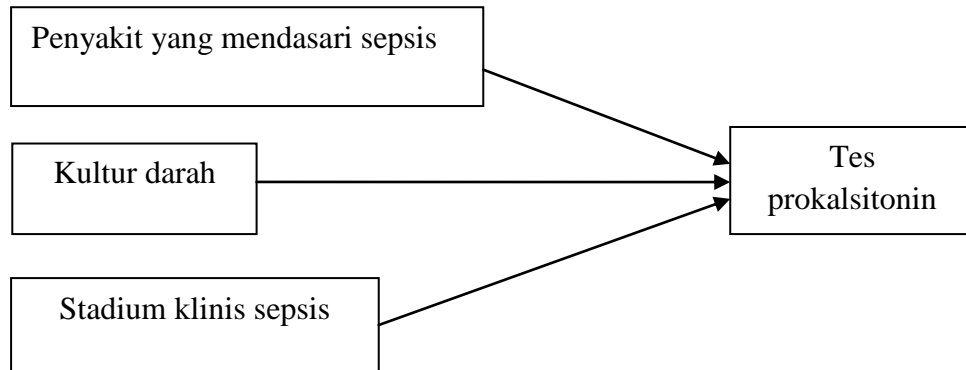 Penyakit yang mendasari sepsis
Kultur darah
Tes
prokalsitonin
Stadium klinis sepsis